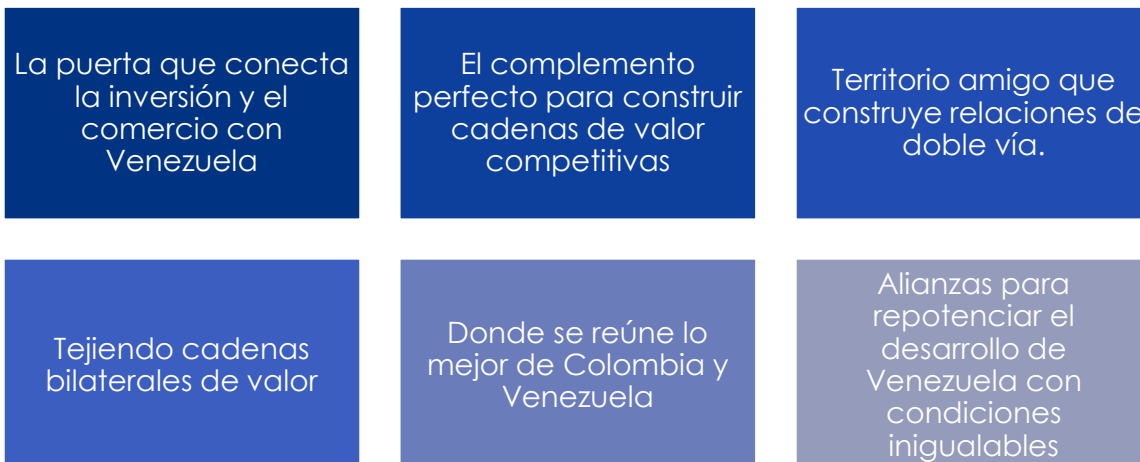 La puerta que conecta
la inversión y el
comercio con
Venezuela
El complemento
perfecto para construir
cadenas de valor
competitivas
Territorio amigo que
construye relaciones de
doble vía.
Tejiendo cadenas
bilaterales de valor
Donde se reúne lo
mejor de Colombia y
Venezuela
Alianzas para
repotenciar el
desarrollo de
Venezuela con
condiciones
inigualables